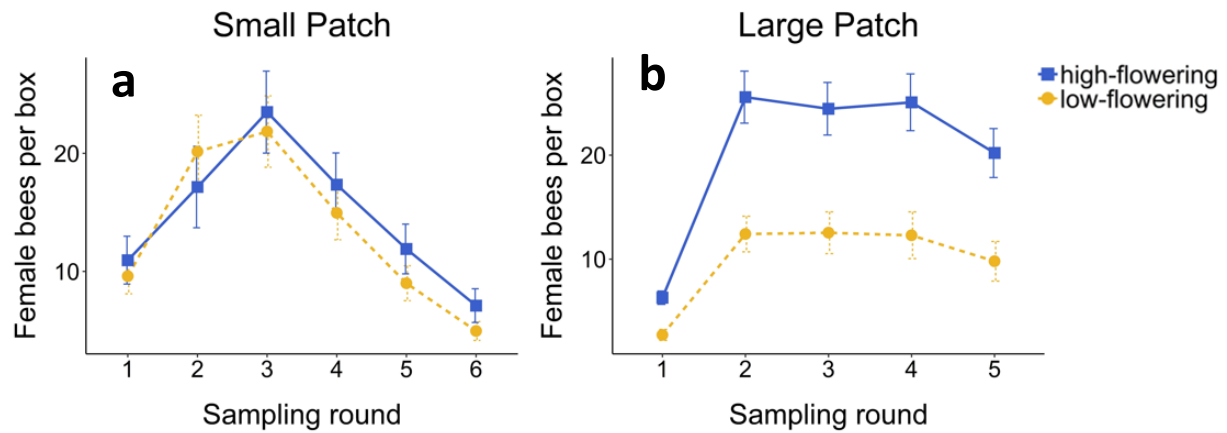 Small Patch
a
Female bees per box
20
10
1 2 3 4 5 6
Sampling round
Large Patch
b
Female bees per box
20
10
1 2 3 4 5
Sampling round
high-flowering
low-flowering